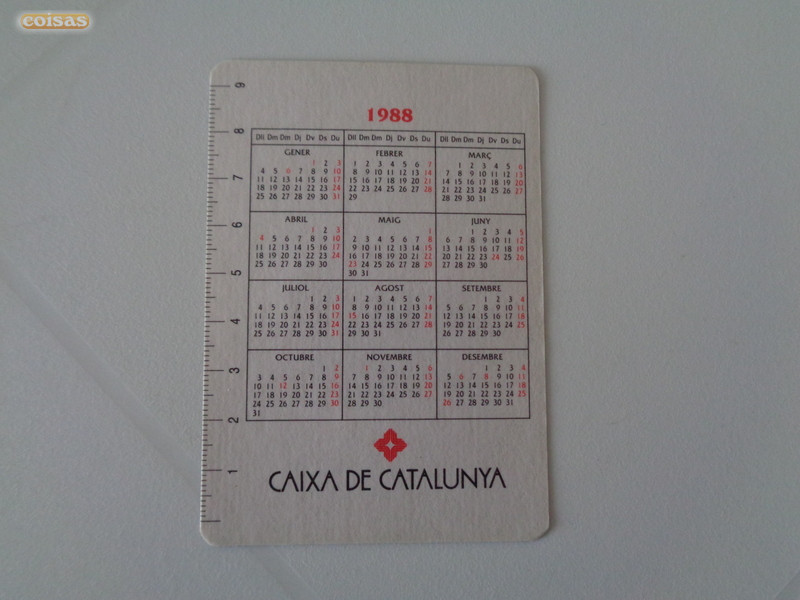 coisas
1988
Dll Dm Dm Dj Dv Ds Du Dll Dm Dm Dj Dv Ds Du Dll Dm Dm Dj Dv Ds Du
GENER FEBRER MARÇ
1 2 3 1 2 3 4 5 6 7 1 2 3 4 5 6
4 5 6 7 8 9 10 8 9 10 11 12 13 14 7 8 9 10 11 12 13
11 12 13 14 15 16 17 15 16 17 18 19 20 21 14 15 16 17 18 19 20
18 19 20 21 22 23 24 22 23 24 25 26 27 28 21 22 23 24 25 26 27
25 26 27 28 29 30 31 29 28 29 30 31
ABRIL MAIG JUNY
1 2 3 1 1 2 3 4 5
4 5 6 7 8 9 10 2 3 4 5 6 7 8 6 7 8 9 10 11 12
11 12 13 14 15 16 17 9 10 11 12 13 14 15 13 14 15 16 17 18 19
18 19 20 21 22 23 24 16 17 18 19 20 21 22 20 21 22 23 24 25 26
25 26 27 28 29 30 23 24 25 26 27 28 29 27 28 29 30
30 31
JULIOL AGOST SETEMBRE
1 2 3 1 2 3 4 5 6 7 1 2 3 4
4 5 6 7 8 9 10 8 9 10 11 12 13 14 5 6 7 8 9 10 11
11 12 13 14 15 16 17 15 16 17 18 19 20 21 12 13 14 15 16 17 18
18 19 20 21 22 23 24 22 23 24 25 26 27 28 19 20 21 22 23 24 25
25 26 27 28 29 30 31 29 30 31 26 27 28 29 30
OCTUBRE NOVEMBRE DESEMBRE
1 2 1 2 3 4 5 6 1 2 3 4
3 4 5 6 7 8 9 7 8 9 10 11 12 13 5 6 7 8 9 10 11
10 11 12 13 14 15 16 14 15 16 17 18 19 20 12 13 14 15 16 17 18
17 18 19 20 21 22 23 21 22 23 24 25 26 27 19 20 21 22 23 24 25
24 25 26 27 28 29 30 28 29 30 26 27 28 29 30 31
31
CAIXA DE CATALUNYA
9
8
7
6
5
4
3
2
1